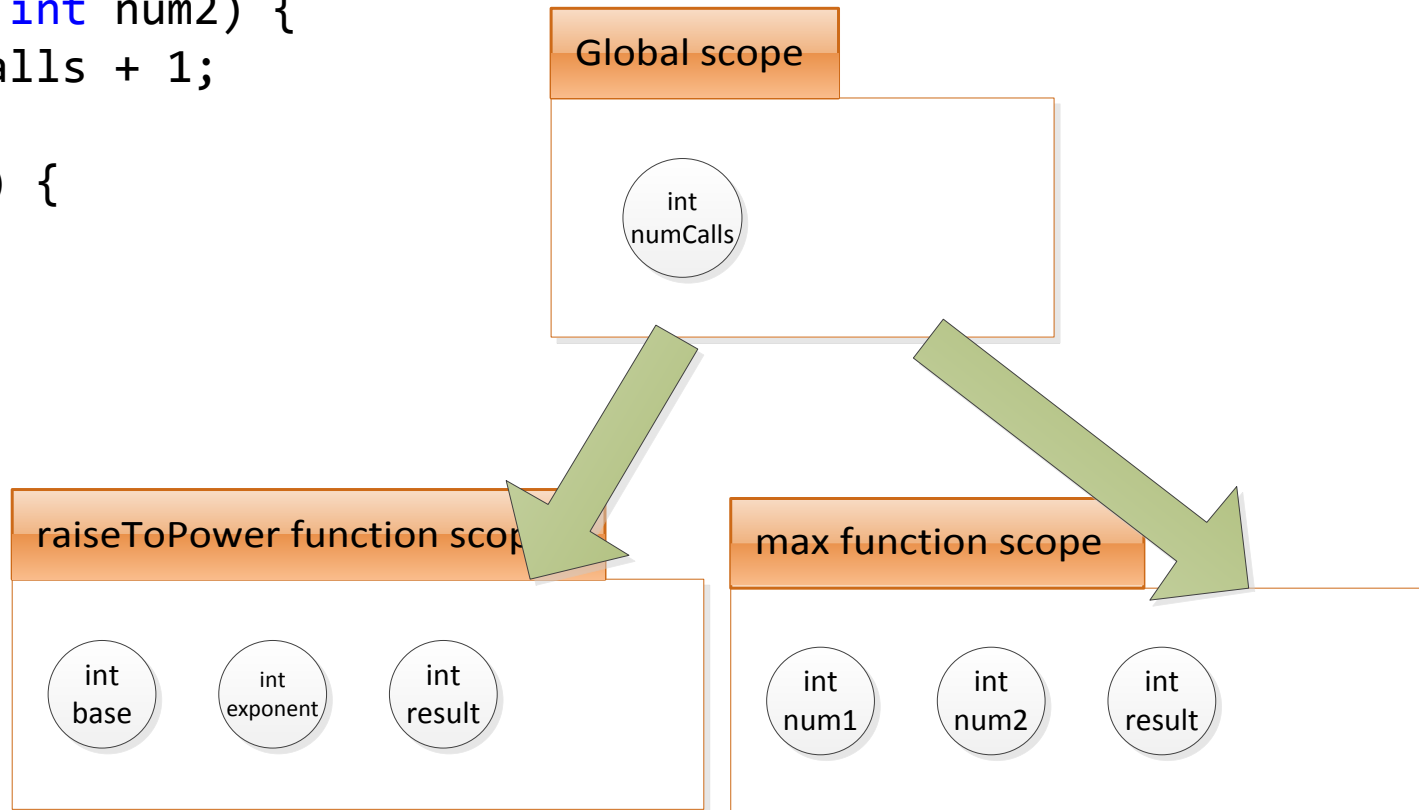 int num2) {
alls + 1;
) {
Global scope
int
numCalls
raiseToPower function scop
int
base
int
exponent
int
result
max function scope
int
num1
int
num2
int
result